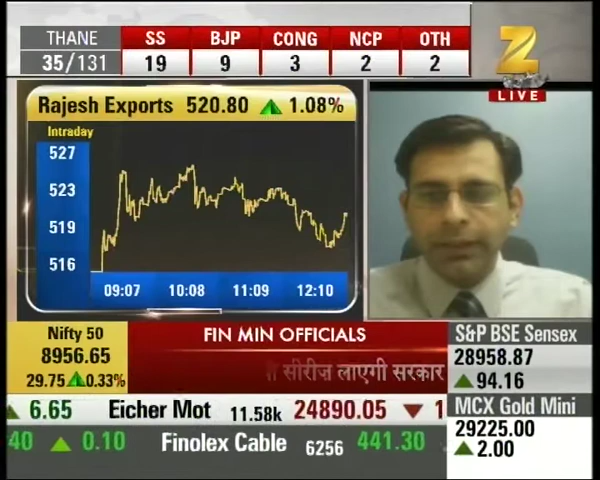 THANE SS BJP CONG NCP OTH
35/131 19 9 3 2 2
LIVE
Rajesh Exports 520.80 1.08%
Intraday
527
523
519
516
09:07 10:08 11:09 12:10
Nifty 50
8956.65
29.75 0.33%
FIN MIN OFFICIALS
सीरीज लाएगी सरकार
S&P BSE Sensex
28958.87
94.16
MCX Gold Mini
29225.00
2.00
6.65 Eicher Mot 11.58k 24890.05 1
40 0.10 Finolex Cable 6256 441.30